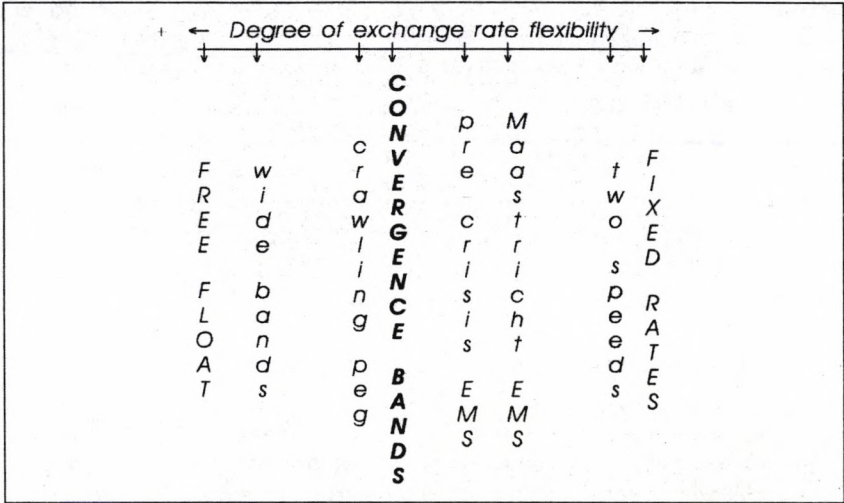 + ← Degree of exchange rate flexibility →
FREE FLOAT
wide bands
crawling peg
CONVERGENCE BANDS
pre crisis EMS
Maastricht EMS
two speeds
FIXED RATES